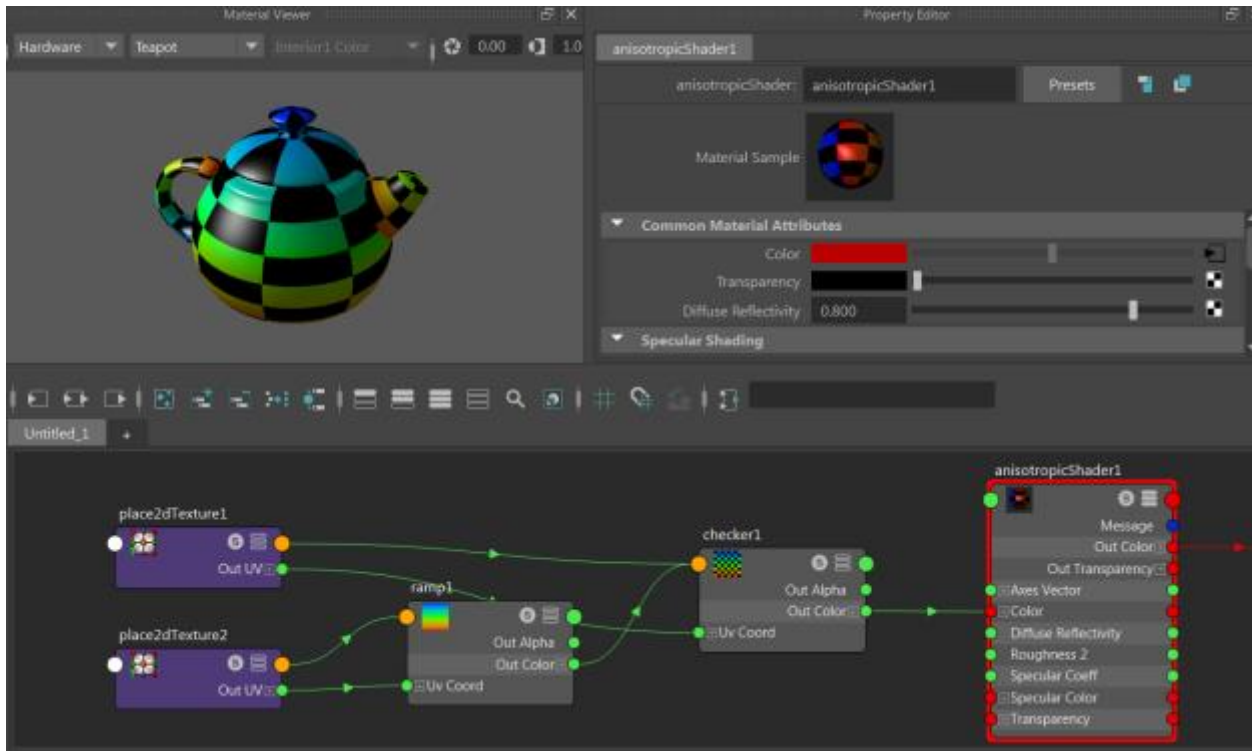 Material Viewer
Property Editor
Hardware Teapot Interior1 Color 0.00 1.0
anisotropicShader1
anisotropicShader: anisotropicShader1 Presets
Material Sample
Common Material Attributes
Color
Transparency
Diffuse Reflectivity 0.800
Specular Shading
Untitled_1 +
place2dTexture1
Out UV
place2dTexture2
Out UV
ramp1
Out Alpha
Out Color
Uv Coord
checker1
Out Alpha
Out Color
Uv Coord
anisotropicShader1
Message
Out Color
Out Transparency
Axes Vector
Color
Diffuse Reflectivity
Roughness 2
Specular Coeff
Specular Color
Transparency